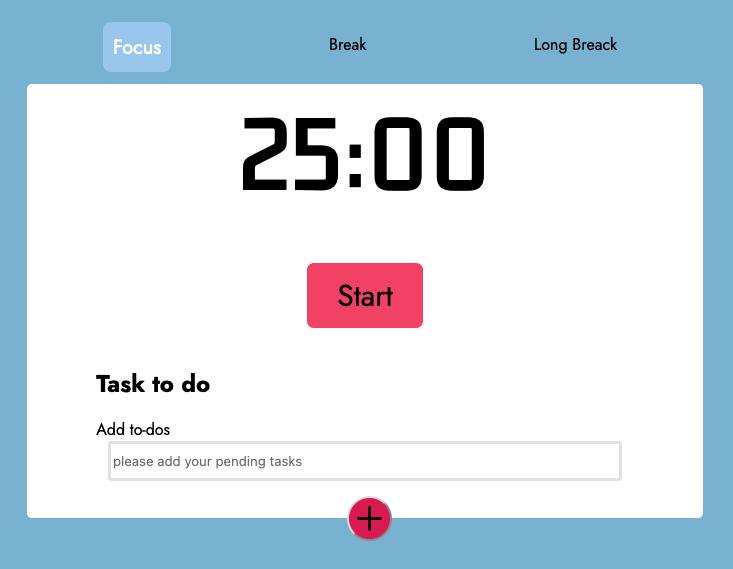 Focus
Break
Long Breack
25:00
Start
Task to do
Add to-dos
please add your pending tasks